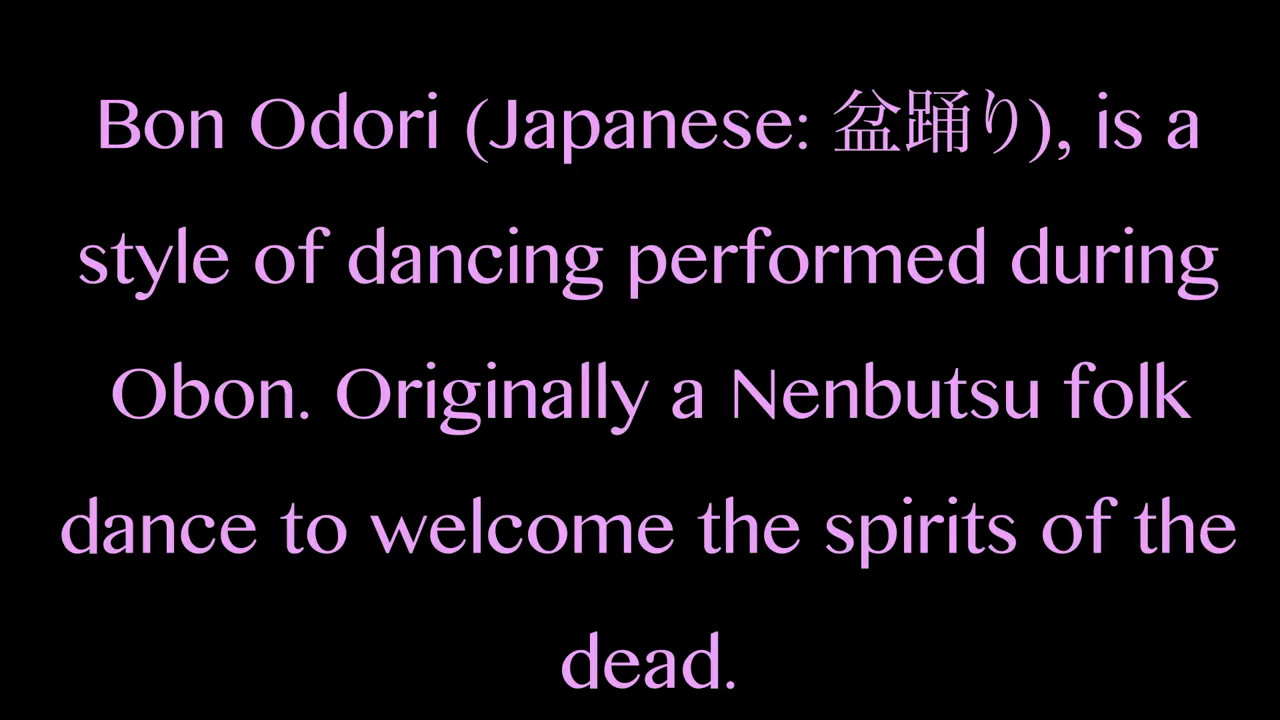 Bon Odori (Japanese: 盆踊り), is a
style of dancing performed during
Obon. Originally a Nenbutsu folk
dance to welcome the spirits of the
dead.